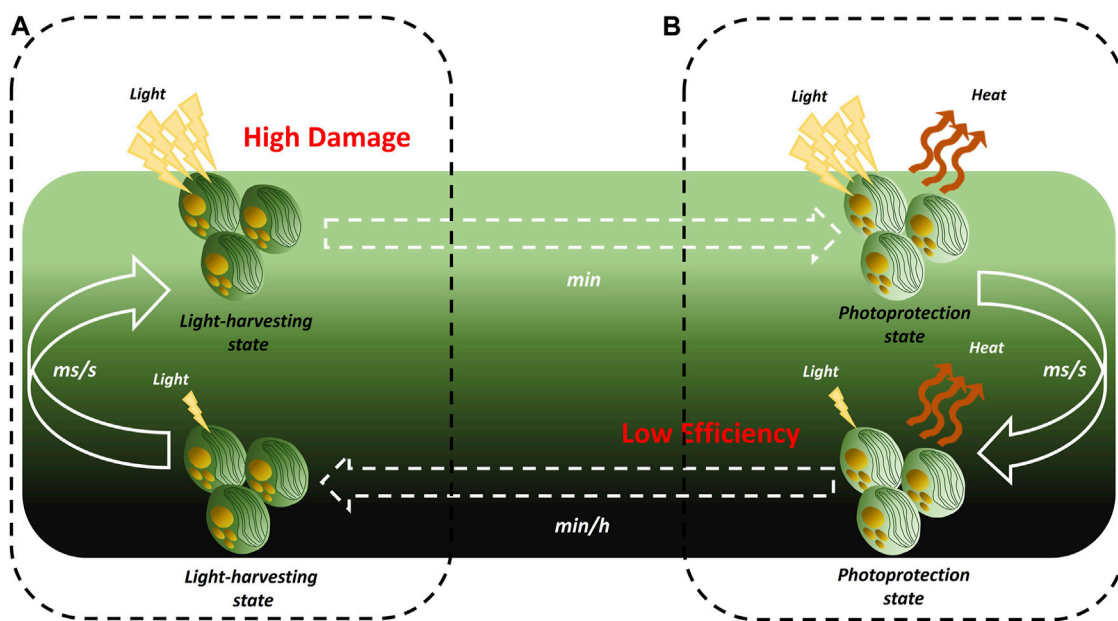 A
B
Light
High Damage
Light
Heat
min
Light-harvesting
state
Photoprotection
state
ms/s
Light
Light
Heat
ms/s
Low Efficiency
min/h
Light-harvesting
state
Photoprotection
state